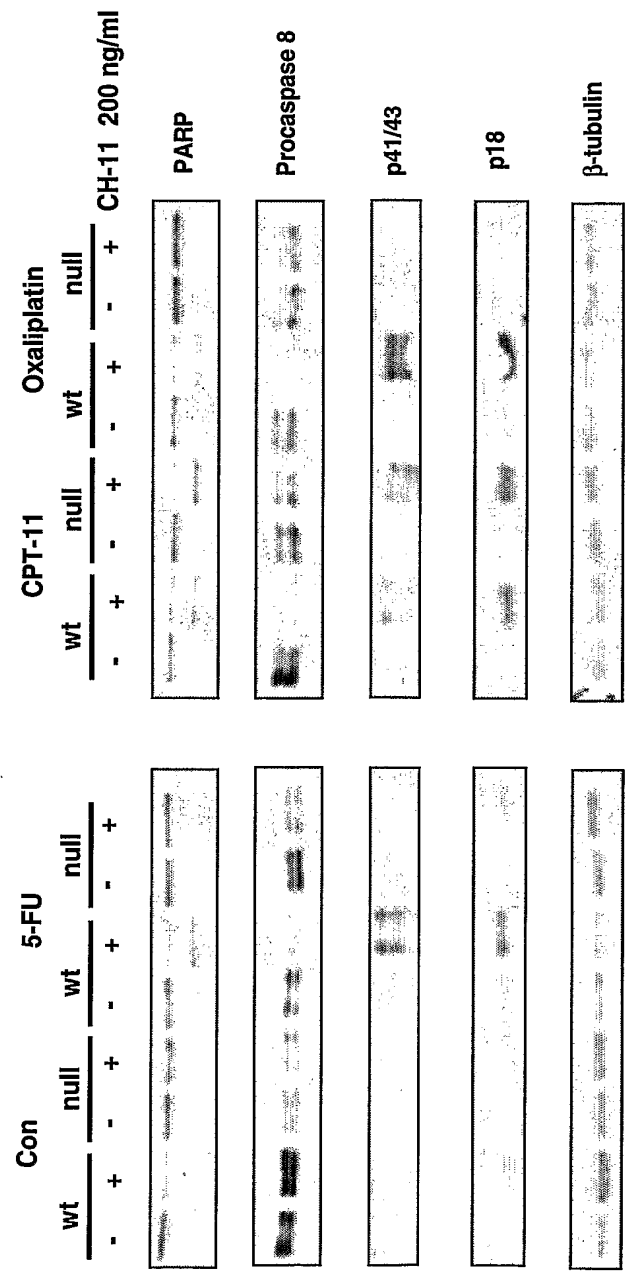 Con 5-FU CPT-11 Oxaliplatin
wt null wt null wt null wt null
- + - + - + - + - + - + - + - + CH-11 200 ng/ml
PARP
Procaspase 8
p41/43
p18
β-tubulin